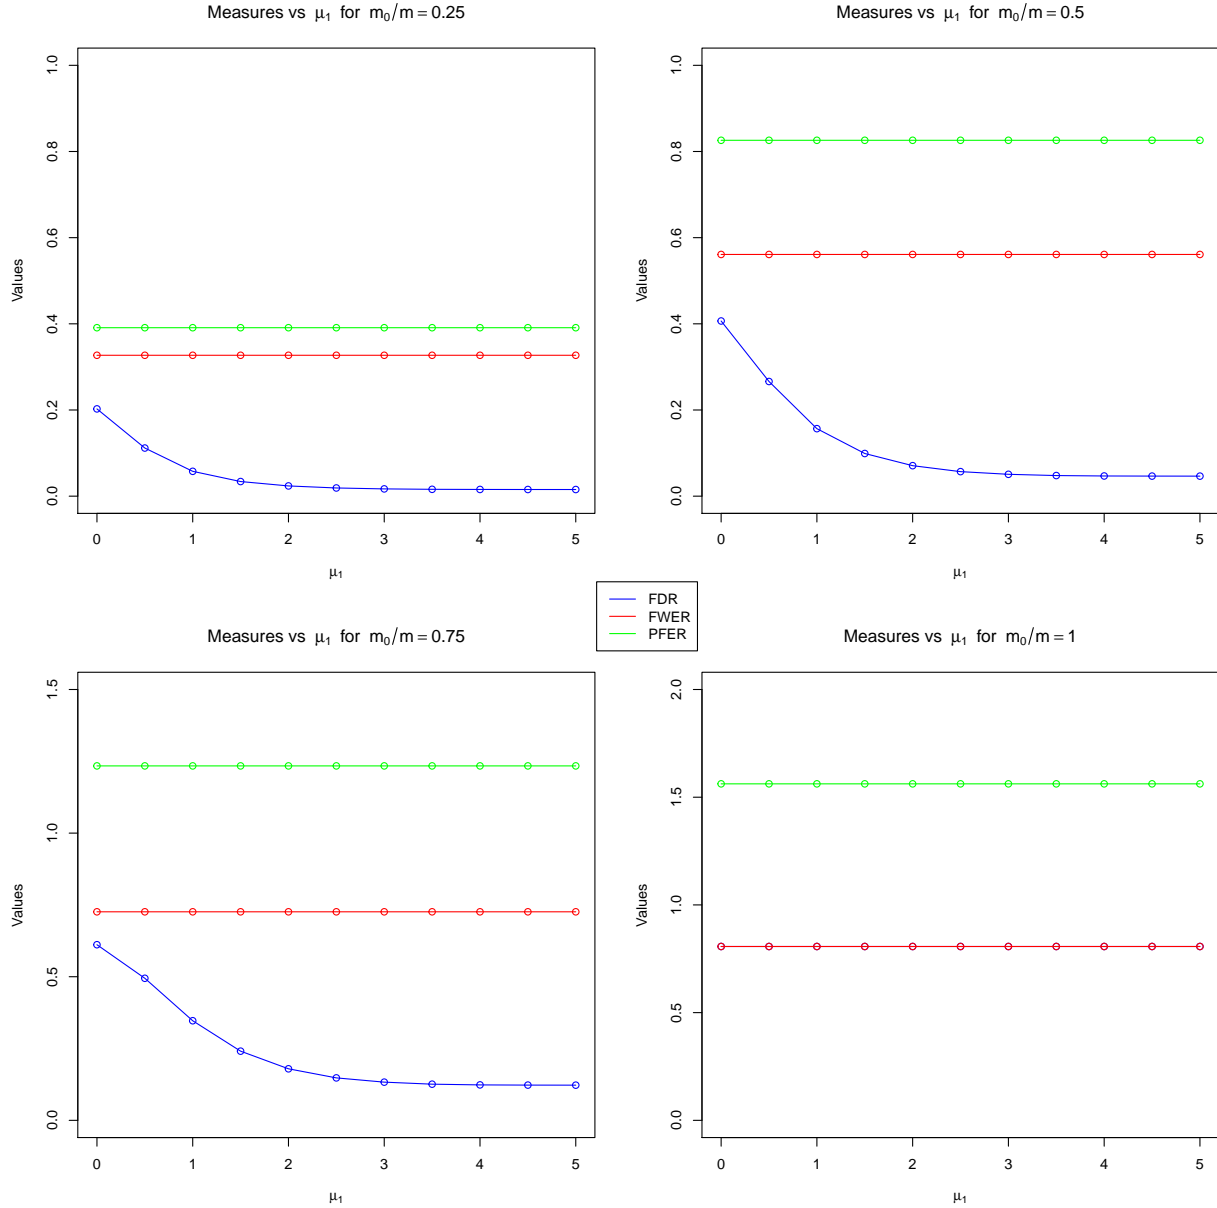 Measures vs μ₁ for m₀/m = 0.25
1.0
0.8
0.6
0.4
0.2
0.0
Values
0 1 2 3 4 5
μ₁
Measures vs μ₁ for m₀/m = 0.5
1.0
0.8
0.6
0.4
0.2
0.0
Values
0 1 2 3 4 5
μ₁
FDR
FWER
PFER
Measures vs μ₁ for m₀/m = 0.75
1.5
1.0
0.5
0.0
Values
0 1 2 3 4 5
μ₁
Measures vs μ₁ for m₀/m = 1
2.0
1.5
1.0
0.5
0.0
Values
0 1 2 3 4 5
μ₁